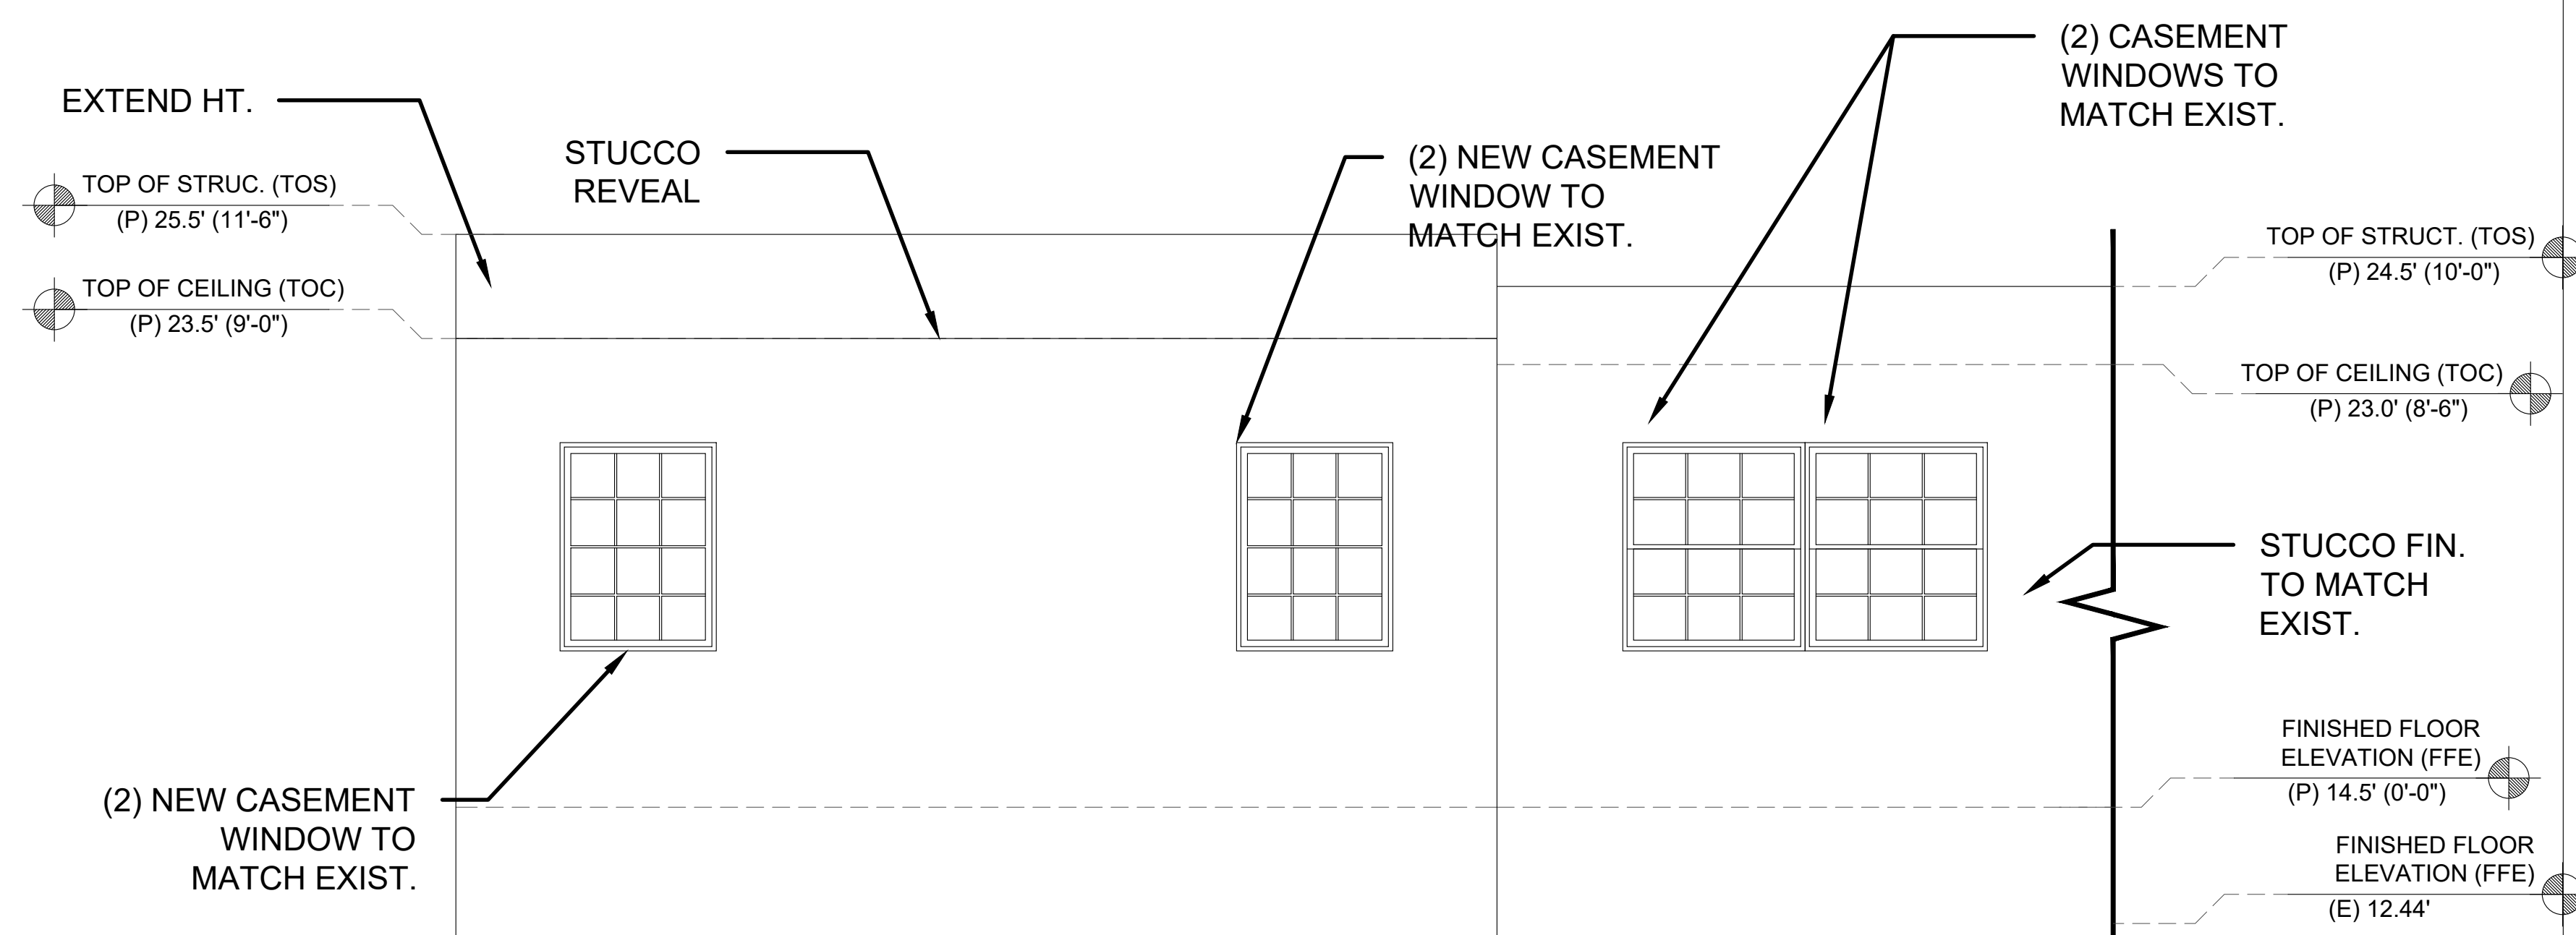 (2) CASEMENT
WINDOWS TO
MATCH EXIST.
EXTEND HT.
STUCCO
REVEAL
(2) NEW CASEMENT
WINDOW TO
MATCH EXIST.
TOP OF STRUC. (TOS)
(P) 25.5' (11'-6")
TOP OF STRUCT. (TOS)
(P) 24.5' (10'-0")
TOP OF CEILING (TOC)
(P) 23.5' (9'-0")
TOP OF CEILING (TOC)
(P) 23.0' (8'-6")
STUCCO FIN.
TO MATCH
EXIST.
FINISHED FLOOR
ELEVATION (FFE)
(P) 14.5' (0'-0")
(2) NEW CASEMENT
WINDOW TO
MATCH EXIST.
FINISHED FLOOR
ELEVATION (FFE)
(E) 12.44'